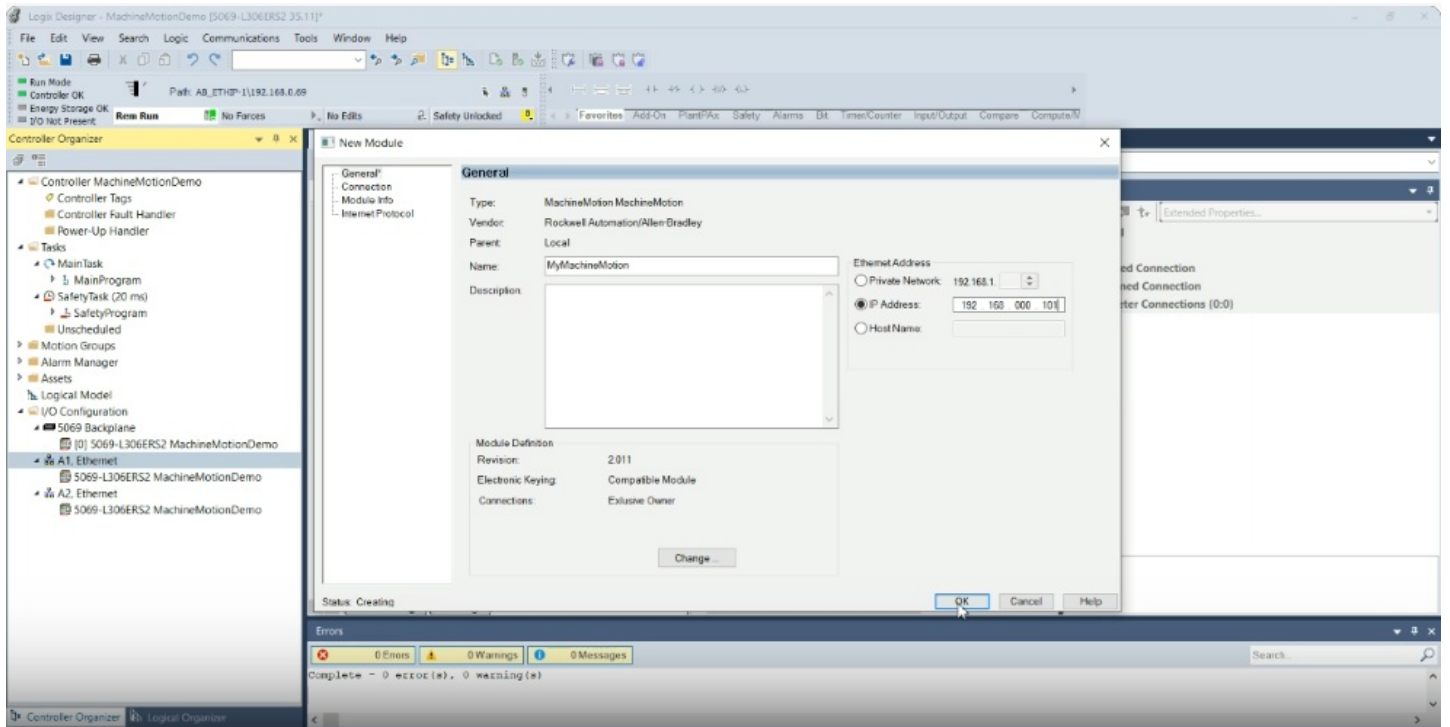 Logix Designer - MachineMotionDemo [5069-L306ERS2 35.11]*
File Edit View Search Logic Communications Tools Window Help
Run Mode
Controller OK
Energy Storage OK
I/O Not Present
Path: AB_ETHIP-1\192.168.0.69
Rem Run
No Forces
No Edits
Safety Unlocked
Favorites Add-On PlantPAx Safety Alarms Bit Timer/Counter Input/Output Compare
Controller Organizer
Controller MachineMotionDemo
Controller Tags
Controller Fault Handler
Power-Up Handler
Tasks
MainTask
MainProgram
SafetyTask (20 ms)
SafetyProgram
Unscheduled
Motion Groups
Alarm Manager
Assets
Logical Model
I/O Configuration
5069 Backplane
[0] 5069-L306ERS2 MachineMotionDemo
A1, Ethernet
5069-L306ERS2 MachineMotionDemo
A2, Ethernet
5069-L306ERS2 MachineMotionDemo
Controller Organizer Logical Organizer
New Module
General*
Connection
Module Info
Internet Protocol
General
Type: MachineMotion MachineMotion
Vendor: Rockwell Automation/Allen-Bradley
Parent: Local
Name: MyMachineMotion
Description:
Ethernet Address
Private Network: 192.168.1.
IP Address: 192 . 168 . 000 . 101
Host Name:
Module Definition
Revision: 2.011
Electronic Keying: Compatible Module
Connections: Exlusive Owner
Change ...
Status: Creating
OK Cancel Help
Extended Properties...
ed Connection
ned Connection
ter Connections (0:0)
Errors
0 Errors 0 Warnings 0 Messages
Search...
Complete - 0 error(s), 0 warning(s)